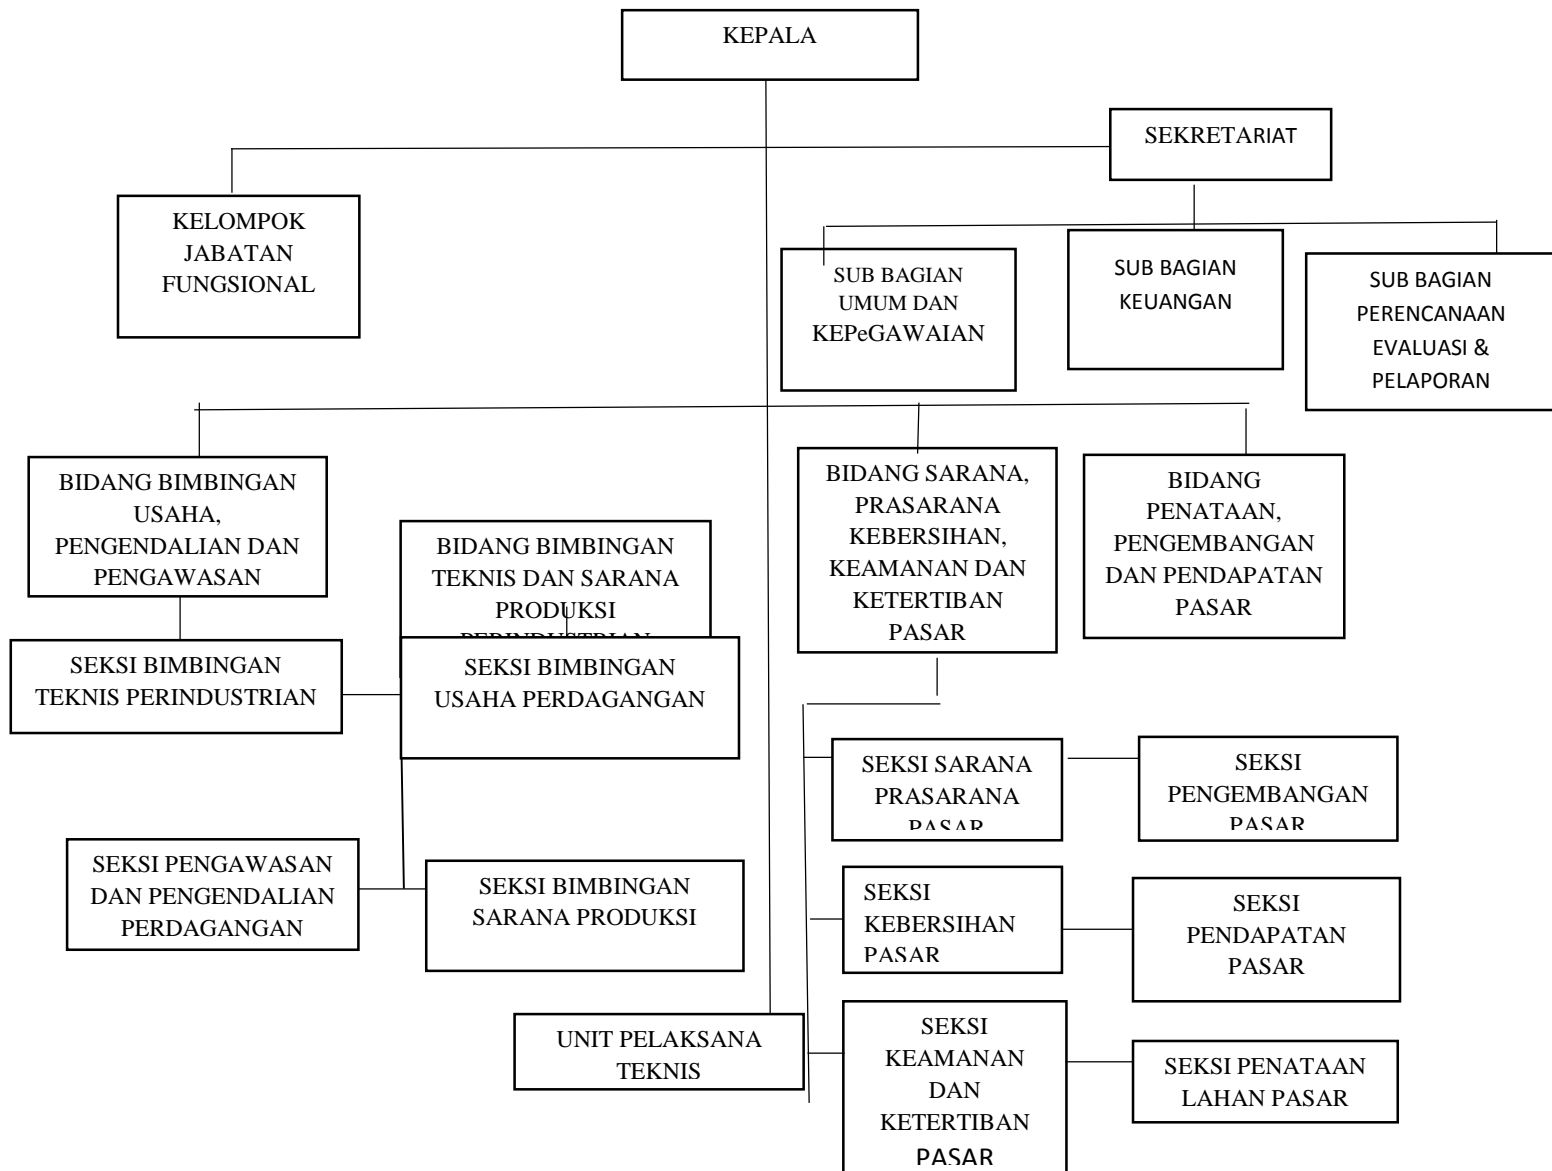 KEPALA
SEKRETARIAT
KELOMPOK
JABATAN
FUNGSIONAL
SUB BAGIAN
UMUM DAN
KEPeGAWAIAN
SUB BAGIAN
KEUANGAN
SUB BAGIAN
PERENCANAAN
EVALUASI &
PELAPORAN
BIDANG BIMBINGAN
USAHA,
PENGENDALIAN DAN
PENGAWASAN
BIDANG BIMBINGAN
TEKNIS DAN SARANA
PRODUKSI
PERINDUSTRIAN
BIDANG SARANA,
PRASARANA
KEBERSIHAN,
KEAMANAN DAN
KETERTIBAN
PASAR
BIDANG
PENATAAN,
PENGEMBANGAN
DAN PENDAPATAN
PASAR
SEKSI BIMBINGAN
TEKNIS PERINDUSTRIAN
SEKSI BIMBINGAN
USAHA PERDAGANGAN
SEKSI SARANA
PRASARANA
PASAR
SEKSI
PENGEMBANGAN
PASAR
SEKSI PENGAWASAN
DAN PENGENDALIAN
PERDAGANGAN
SEKSI BIMBINGAN
SARANA PRODUKSI
SEKSI
KEBERSIHAN
PASAR
SEKSI
PENDAPATAN
PASAR
UNIT PELAKSANA
TEKNIS
SEKSI
KEAMANAN
DAN
KETERTIBAN
PASAR
SEKSI PENATAAN
LAHAN PASAR